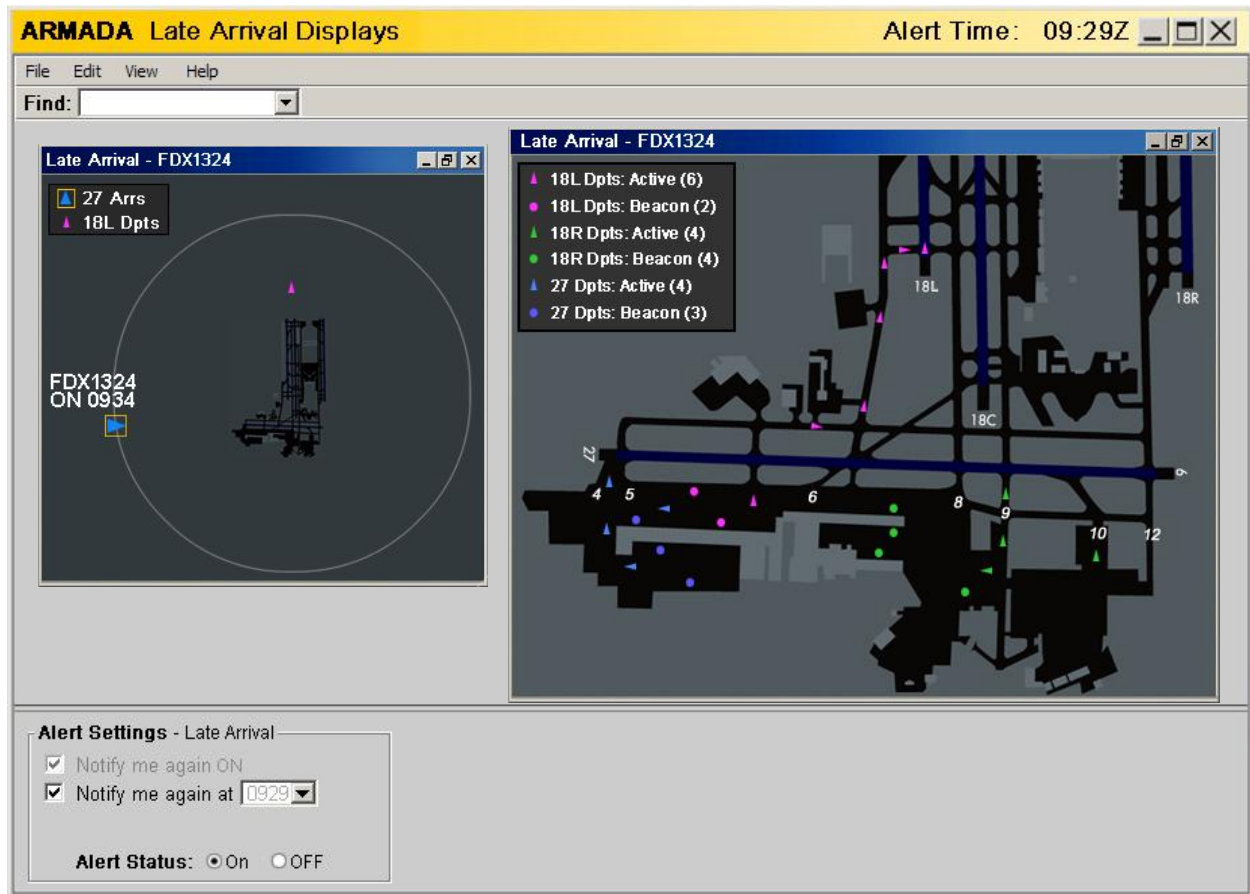 ARMADA Late Arrival Displays
Alert Time: 09:29Z
File Edit View Help
Find:
Late Arrival - FDX1324
27 Arrs
18L Dpts
FDX1324
ON 0934
Late Arrival - FDX1324
18L Dpts: Active (6)
18L Dpts: Beacon (2)
18R Dpts: Active (4)
18R Dpts: Beacon (4)
27 Dpts: Active (4)
27 Dpts: Beacon (3)
18L
18R
18C
27
9
4 5 6 8 9 10 12
Alert Settings - Late Arrival
Notify me again ON
Notify me again at 0929
Alert Status: On OFF